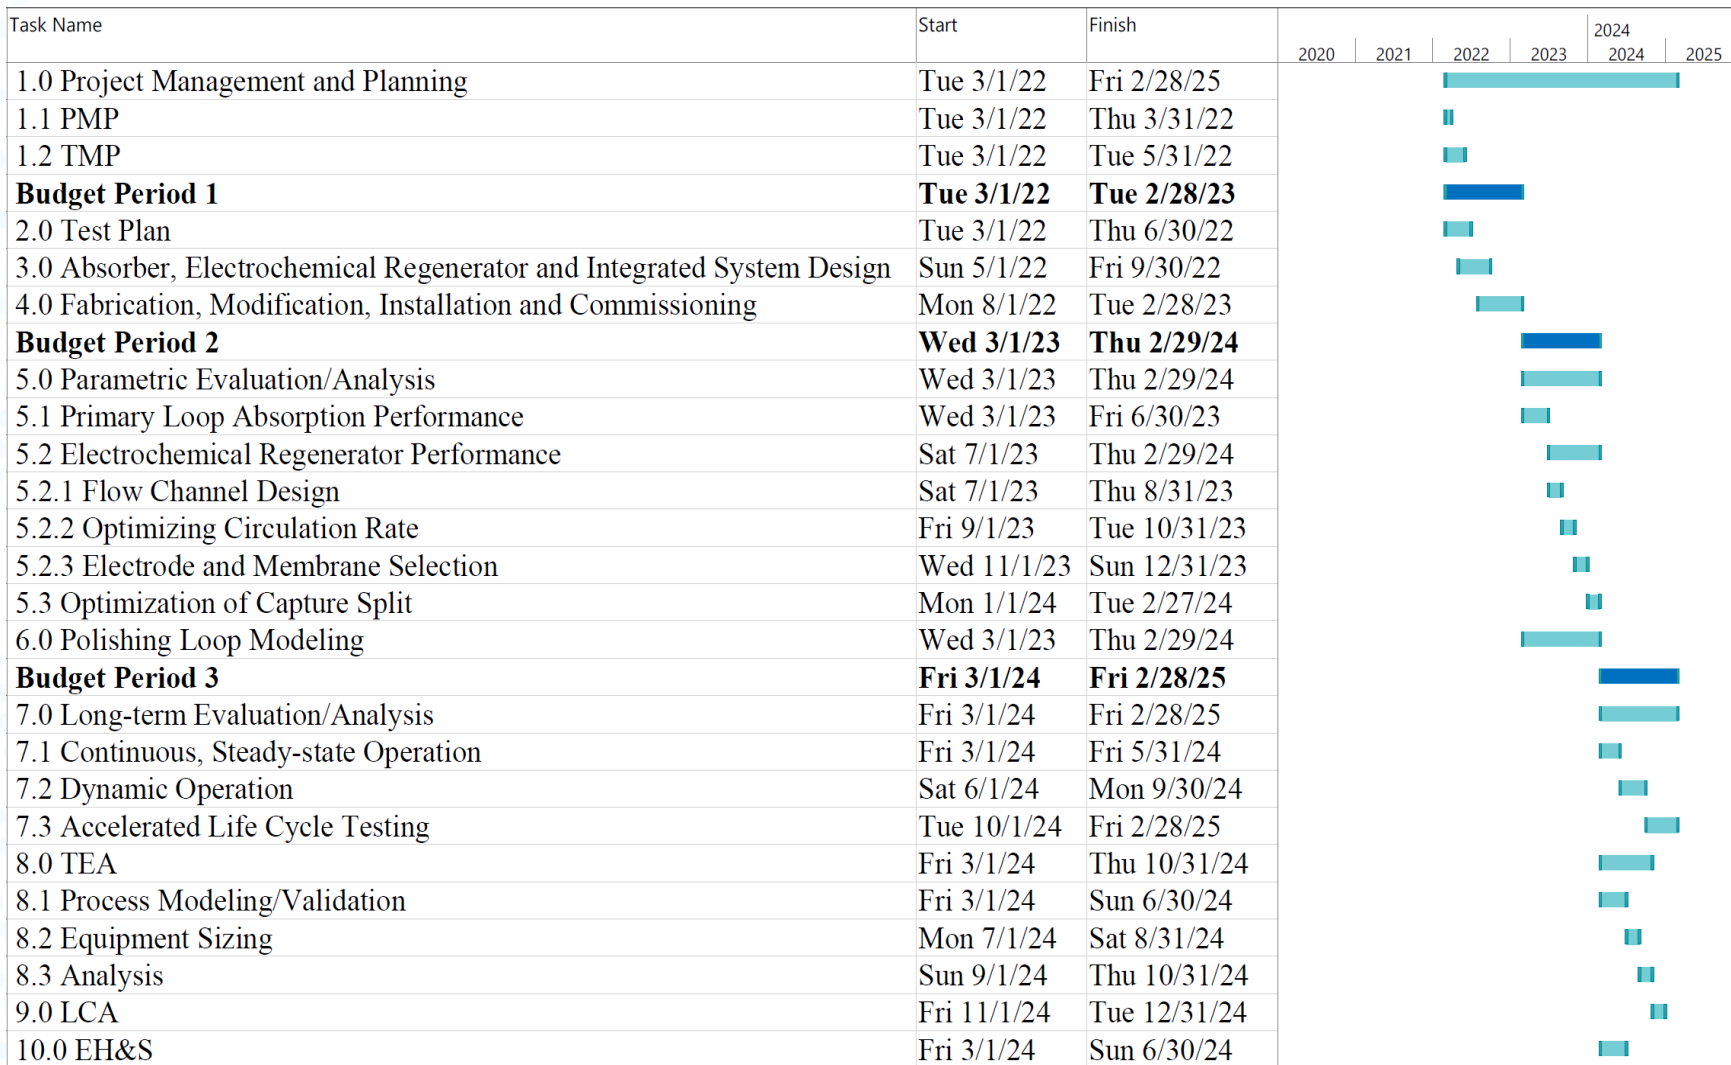 Task Name Start Finish
2024
2020 2021 2022 2023 2024 2025
1.0 Project Management and Planning Tue 3/1/22 Fri 2/28/25
1.1 PMP Tue 3/1/22 Thu 3/31/22
1.2 TMP Tue 3/1/22 Tue 5/31/22
Budget Period 1 Tue 3/1/22 Tue 2/28/23
2.0 Test Plan Tue 3/1/22 Thu 6/30/22
3.0 Absorber, Electrochemical Regenerator and Integrated System Design Sun 5/1/22 Fri 9/30/22
4.0 Fabrication, Modification, Installation and Commissioning Mon 8/1/22 Tue 2/28/23
Budget Period 2 Wed 3/1/23 Thu 2/29/24
5.0 Parametric Evaluation/Analysis Wed 3/1/23 Thu 2/29/24
5.1 Primary Loop Absorption Performance Wed 3/1/23 Fri 6/30/23
5.2 Electrochemical Regenerator Performance Sat 7/1/23 Thu 2/29/24
5.2.1 Flow Channel Design Sat 7/1/23 Thu 8/31/23
5.2.2 Optimizing Circulation Rate Fri 9/1/23 Tue 10/31/23
5.2.3 Electrode and Membrane Selection Wed 11/1/23 Sun 12/31/23
5.3 Optimization of Capture Split Mon 1/1/24 Tue 2/27/24
6.0 Polishing Loop Modeling Wed 3/1/23 Thu 2/29/24
Budget Period 3 Fri 3/1/24 Fri 2/28/25
7.0 Long-term Evaluation/Analysis Fri 3/1/24 Fri 2/28/25
7.1 Continuous, Steady-state Operation Fri 3/1/24 Fri 5/31/24
7.2 Dynamic Operation Sat 6/1/24 Mon 9/30/24
7.3 Accelerated Life Cycle Testing Tue 10/1/24 Fri 2/28/25
8.0 TEA Fri 3/1/24 Thu 10/31/24
8.1 Process Modeling/Validation Fri 3/1/24 Sun 6/30/24
8.2 Equipment Sizing Mon 7/1/24 Sat 8/31/24
8.3 Analysis Sun 9/1/24 Thu 10/31/24
9.0 LCA Fri 11/1/24 Tue 12/31/24
10.0 EH&S Fri 3/1/24 Sun 6/30/24